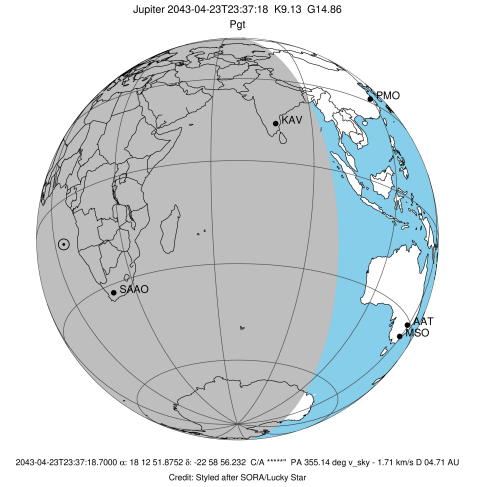 Jupiter 2043-04-23T23:37:18 K9.13 G14.86
Pgt
PMO
KAV
SAAO
AAT
MSO
2043-04-23T23:37:18.7000 α: 18 12 51.8752 δ: -22 58 56.232 C/A *****" PA 355.14 deg v_sky - 1.71 km/s D 04.71 AU
Credit: Styled after SORA/Lucky Star